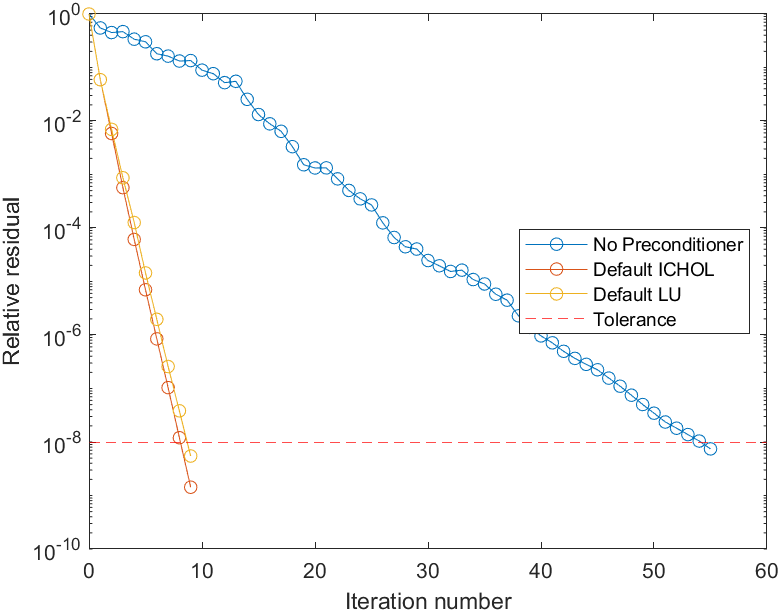 10^0
10^-2
10^-4
10^-6
10^-8
10^-10
Relative residual
No Preconditioner
Default ICHOL
Default LU
Tolerance
0 10 20 30 40 50 60
Iteration number